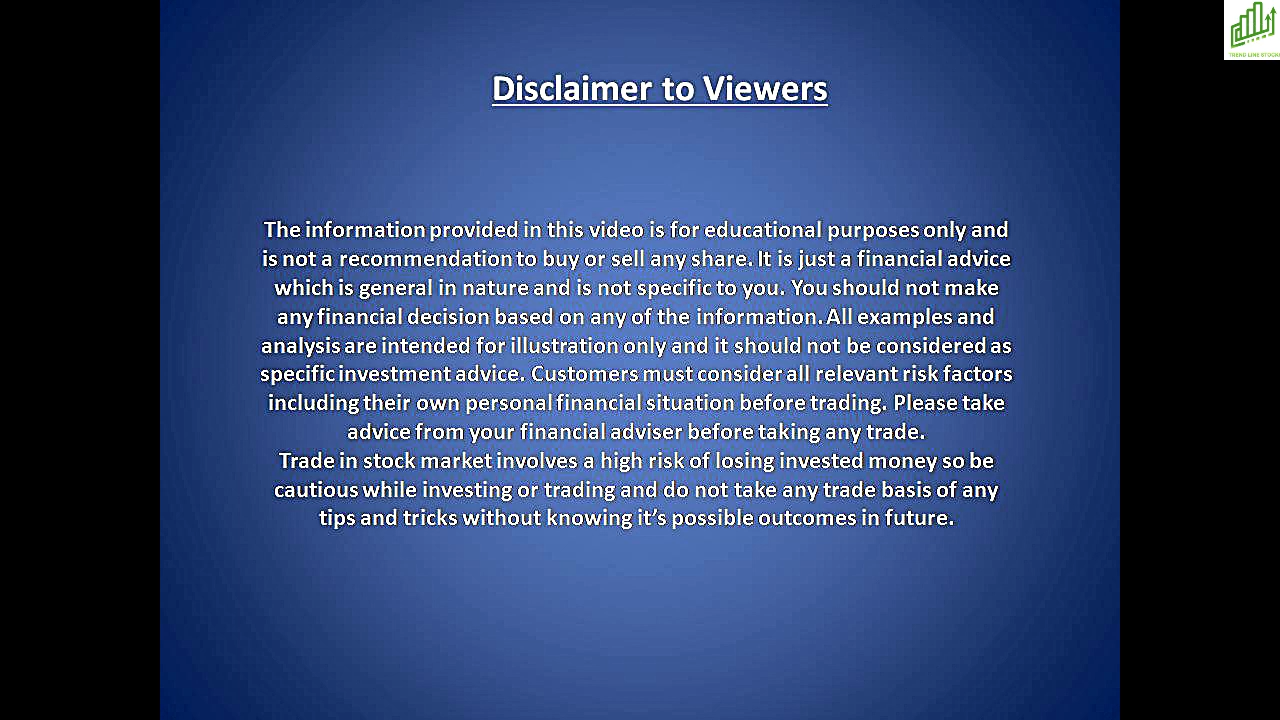 Disclaimer to Viewers
The information provided in this video is for educational purposes only and
is not a recommendation to buy or sell any share. It is just a financial advice
which is general in nature and is not specific to you. You should not make
any financial decision based on any of the information. All examples and
analysis are intended for illustration only and it should not be considered as
specific investment advice. Customers must consider all relevant risk factors
including their own personal financial situation before trading. Please take
advice from your financial adviser before taking any trade.
Trade in stock market involves a high risk of losing invested money so be
cautious while investing or trading and do not take any trade basis of any
tips and tricks without knowing it’s possible outcomes in future.
TREND LINE